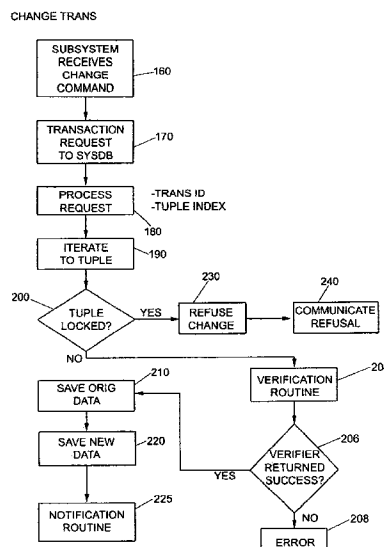 CHANGE TRANS
SUBSYSTEM
RECEIVES
CHANGE
COMMAND
160
TRANSACTION
REQUEST
TO SYSDB
170
PROCESS
REQUEST
180
-TRANS ID
-TUPLE INDEX
ITERATE
TO TUPLE
190
200
TUPLE
LOCKED?
YES
NO
230
REFUSE
CHANGE
240
COMMUNICATE
REFUSAL
VERIFICATION
ROUTINE
206
VERIFIER
RETURNED
SUCCESS?
YES
NO
208
ERROR
210
SAVE ORIG
DATA
220
SAVE NEW
DATA
225
NOTIFICATION
ROUTINE